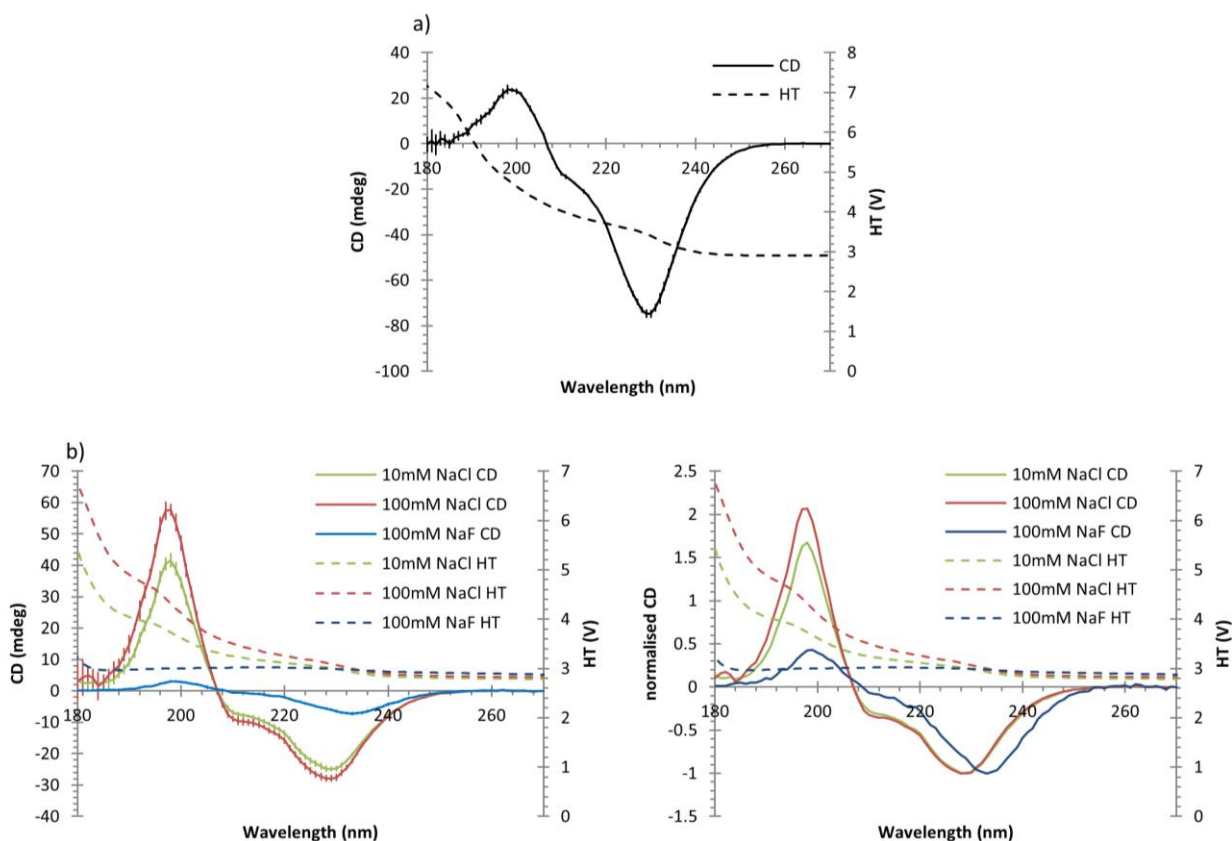 a)
40
20
0
-20
-40
-60
-80
-100
CD (mdeg)
180 200 220 240 260
Wavelength (nm)
8
7
6
5
4
3
2
1
0
HT (V)
CD
HT
b)
70
60
50
40
30
20
10
0
-10
-20
-30
-40
CD (mdeg)
180 200 220 240 260
Wavelength (nm)
7
6
5
4
3
2
1
0
HT (V)
10mM NaCl CD
100mM NaCl CD
100mM NaF CD
10mM NaCl HT
100mM NaCl HT
100mM NaF HT
2.5
2
1.5
1
0.5
0
-0.5
-1
-1.5
normalised CD
180 200 220 240 260
Wavelength (nm)
7
6
5
4
3
2
1
0
HT (V)
10mM NaCl CD
100mM NaCl CD
100mM NaF CD
10mM NaCl HT
100mM NaCl HT
100mM NaF HT